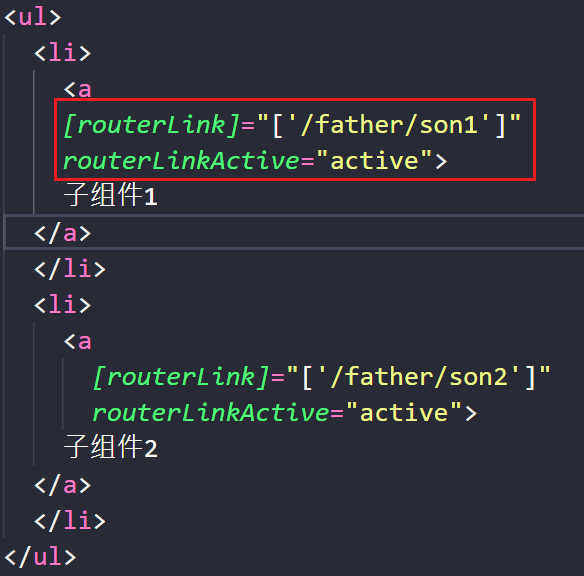 <ul>
<li>
<a
[routerLink]="['/father/son1']"
routerLinkActive="active">
子组件1
</a>
</li>
<li>
<a
[routerLink]="['/father/son2']"
routerLinkActive="active">
子组件2
</a>
</li>
</ul>